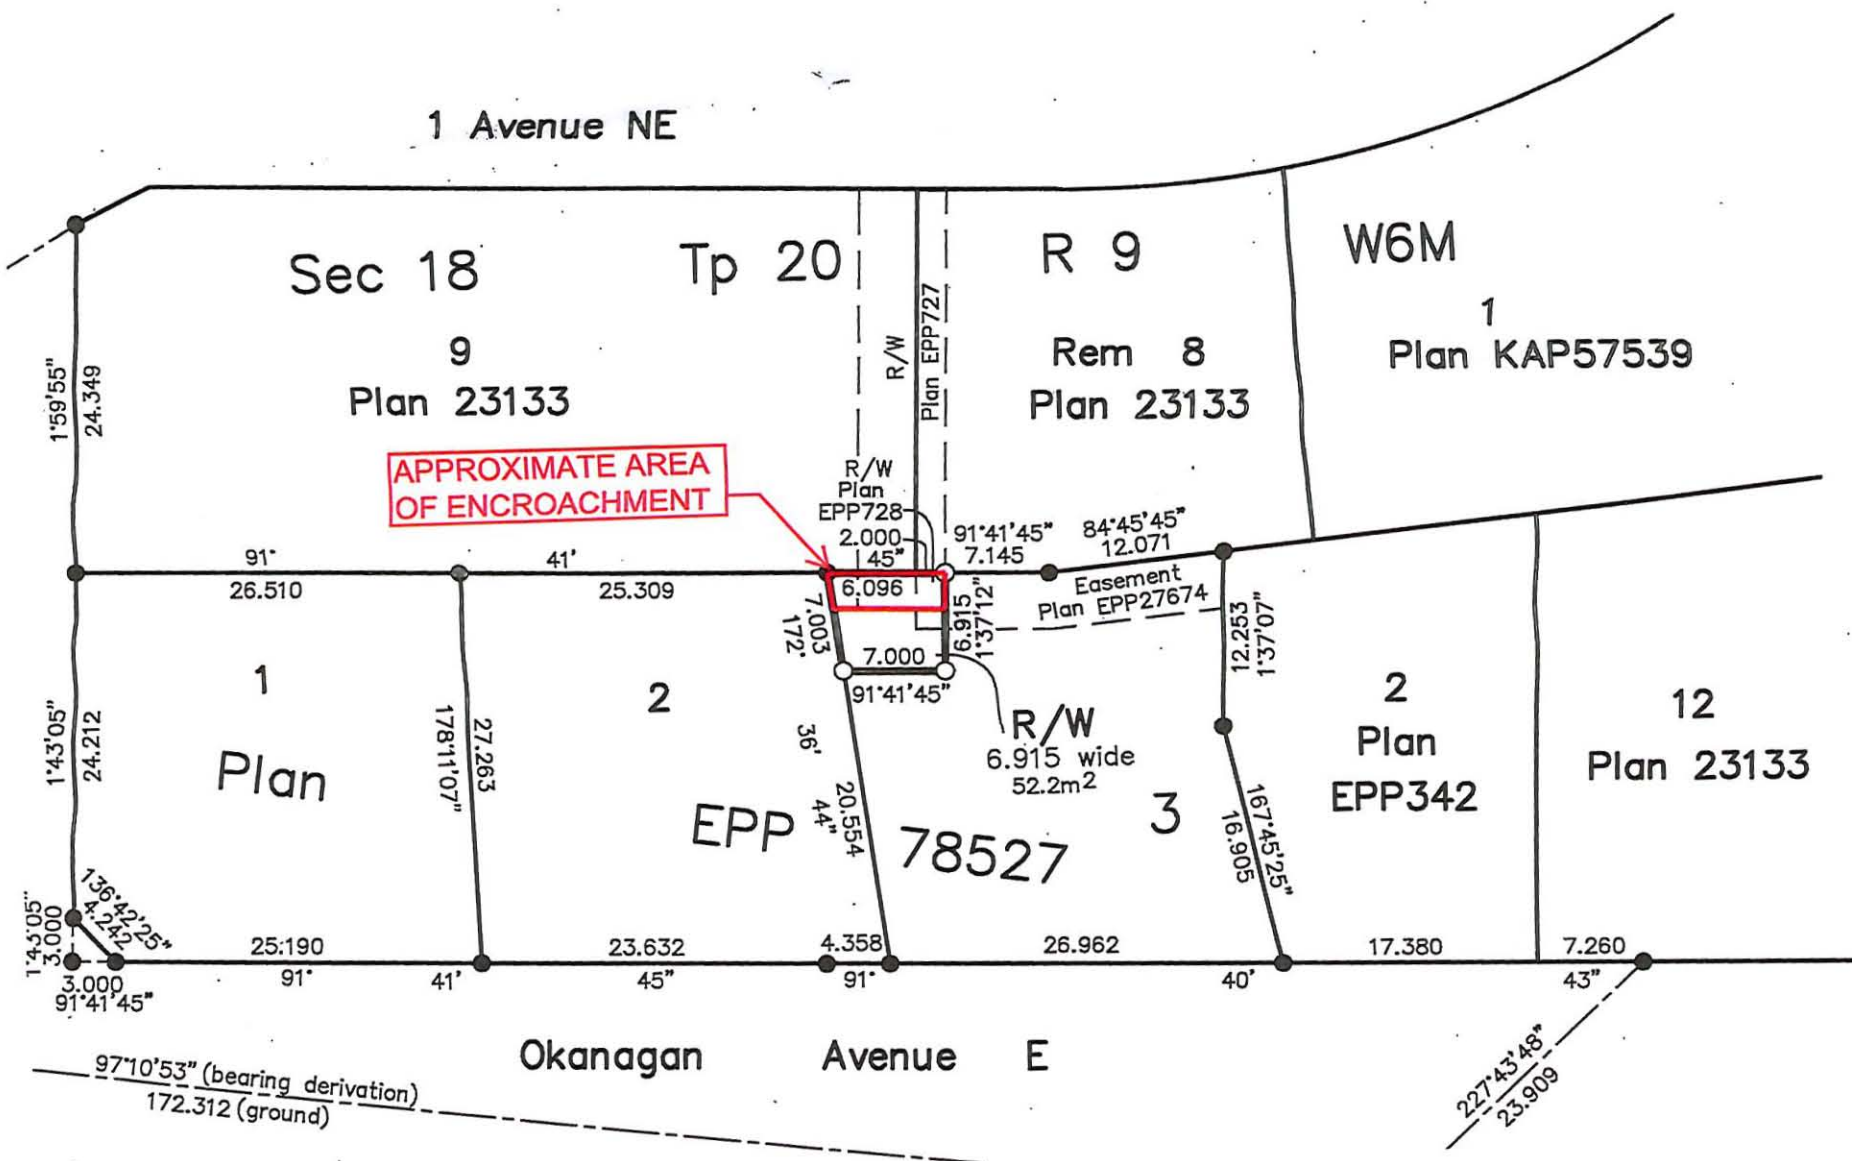 1 Avenue NE
Sec 18
Tp 20
R 9
W6M
9
Plan 23133
R/W
Plan EPP727
Rem 8
Plan 23133
1
Plan KAP57539
1°59'55"
24.349
APPROXIMATE AREA
OF ENCROACHMENT
R/W
Plan
EPP728
2.000
91°41'45"
7.145
84°45'45"
12.071
91°
41'
45"
26.510
25.309
6.096
Easement
Plan EPP27674
7.003
172°
6.915
1°37'12"
7.000
91°41'45"
12.253
1°37'07"
1
Plan
2
EPP
36'
44"
20.554
R/W
6.915 wide
52.2m²
3
78527
2
Plan
EPP342
12
Plan 23133
1°43'05"
24.212
178°11'07"
27.263
167°45'25"
16.905
136°42'25"
4.242
1°43'05"
3.000
25.190
23.632
4.358
26.962
17.380
7.260
3.000
91°41'45"
91°
41'
45"
91°
40'
43"
Okanagan Avenue E
97°10'53" (bearing derivation)
172.312 (ground)
227°43'48"
23.909